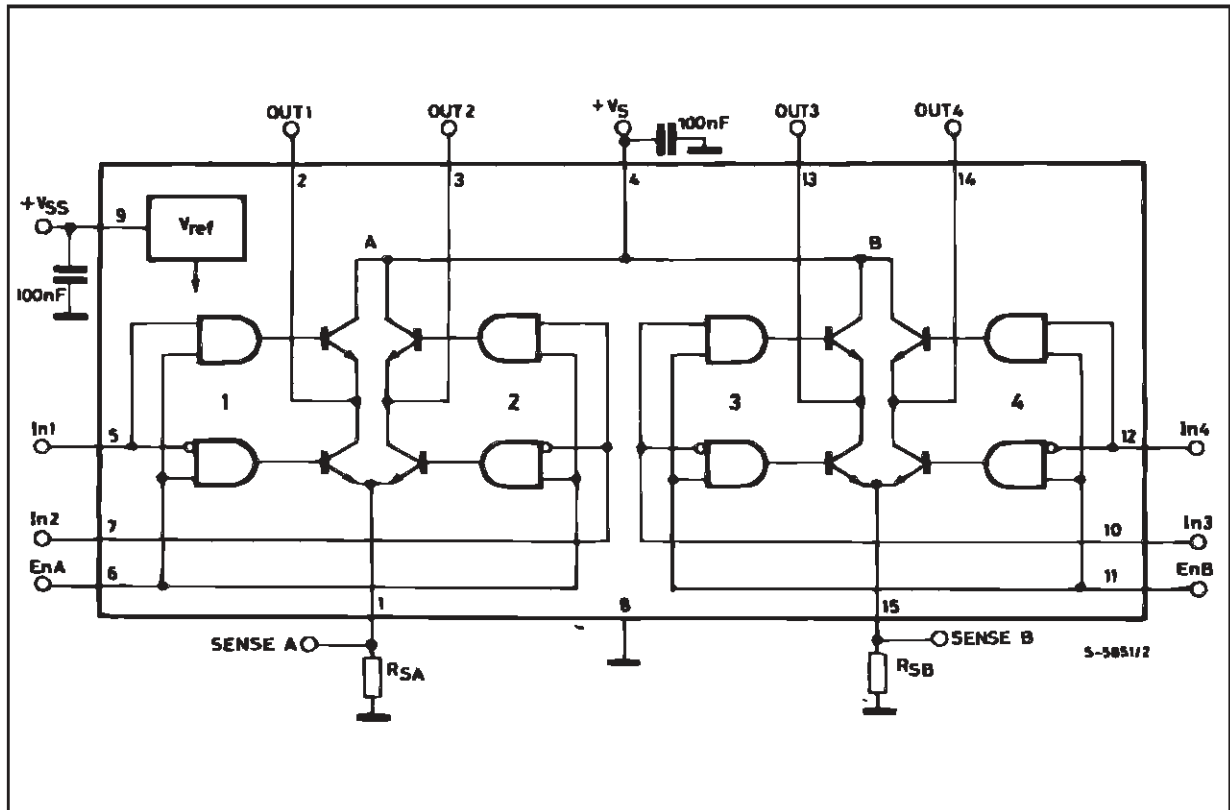 OUT1 OUT2 +VS 100nF OUT3 OUT4
2 3 4 13 14
+VSS 9 Vref
A B
100nF
1 2 3 4
In1 5 12 In4
In2 7 10 In3
EnA 6 11 EnB
1 8 15
SENSE A SENSE B
S-5851/2
RSA RSB